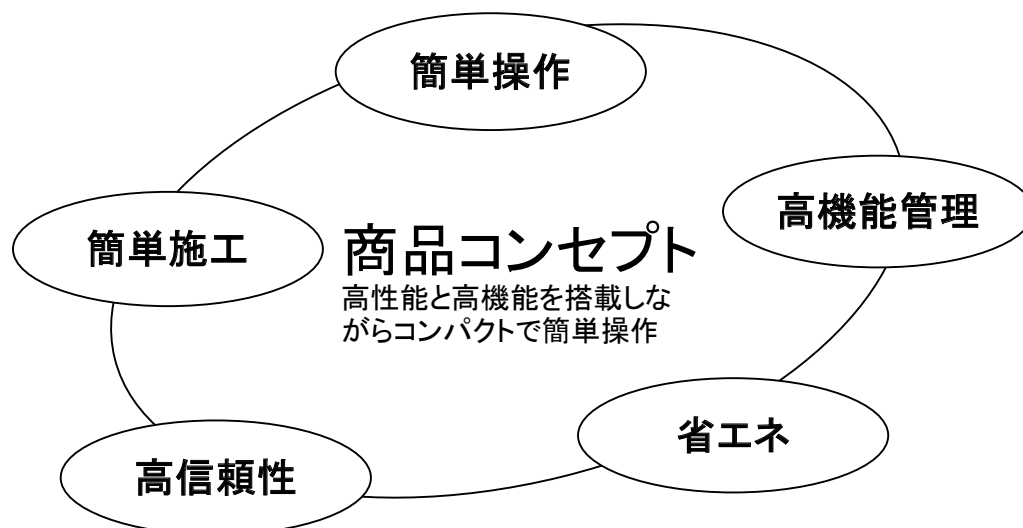 簡単操作
高機能管理
簡単施工
商品コンセプト
高性能と高機能を搭載しな
がらコンパクトで簡単操作
省エネ
高信頼性